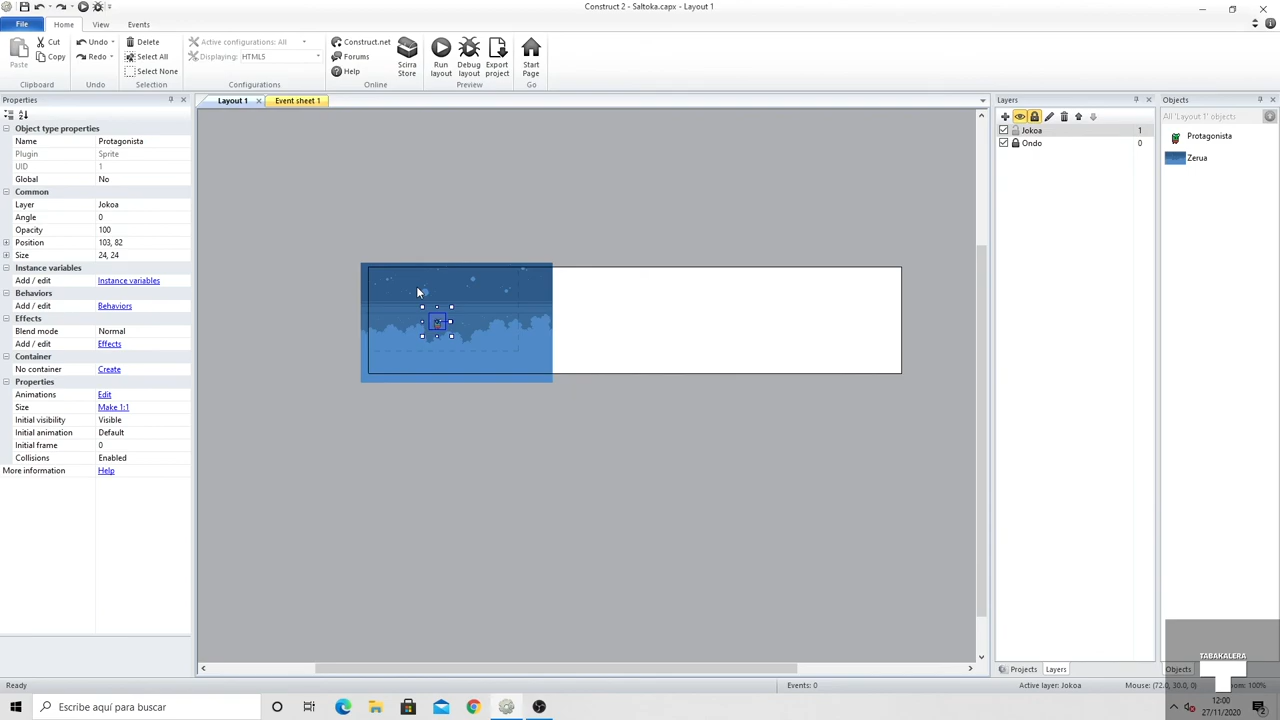 Construct 2 - Saltoka.capx - Layout 1
File
Home
View
Events
Paste
Cut
Copy
Clipboard
Undo
Redo
Undo
Delete
Select All
Select None
Selection
Active configurations: All
Displaying: HTML5
Configurations
Construct.net
Forums
Help
Scirra Store
Online
Run layout
Debug layout
Export project
Preview
Start Page
Go
Properties
Object type properties
Name Protagonista
Plugin Sprite
UID 1
Global No
Common
Layer Jokoa
Angle 0
Opacity 100
Position 103, 82
Size 24, 24
Instance variables
Add / edit Instance variables
Behaviors
Add / edit Behaviors
Effects
Blend mode Normal
Add / edit Effects
Container
No container Create
Properties
Animations Edit
Size Make 1:1
Initial visibility Visible
Initial animation Default
Initial frame 0
Collisions Enabled
More information Help
Layout 1
Event sheet 1
Layers
Jokoa 1
Ondo 0
Projects
Layers
Objects
All 'Layout 1' objects
Protagonista
Zerua
Objects
TABAKALERA
Ready
Events: 0
Active layer: Jokoa
Mouse: (72.0, 30.0, 0)
oom: 100%
Escribe aquí para buscar
12:00
27/11/2020
2